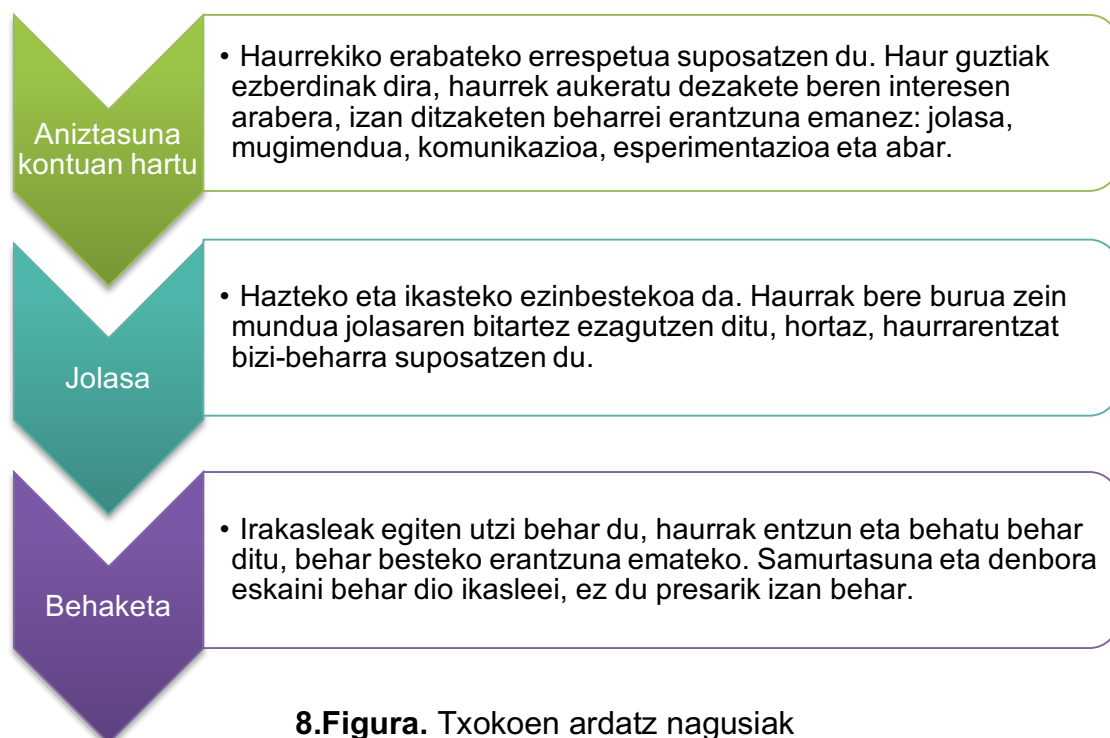 Aniztasuna
kontuan hartu
• Haurrekiko erabateko errespetua suposatzen du. Haur guztiak
ezberdinak dira, haurrek aukeratu dezakete beren interesen
arabera, izan ditzaketen beharrei erantzuna emanez: jolasa,
mugimendua, komunikazioa, esperimentazioa eta abar.
Jolasa
• Hazteko eta ikasteko ezinbestekoa da. Haurrak bere burua zein
mundua jolasaren bitartez ezagutzen ditu, hortaz, haurrarentzat
bizi-beharra suposatzen du.
Behaketa
• Irakasleak egiten utzi behar du, haurrak entzun eta behatu behar
ditu, behar besteko erantzuna emateko. Samurtasuna eta denbora
eskaini behar dio ikasleei, ez du presarik izan behar.
8.Figura. Txokoen ardatz nagusiak